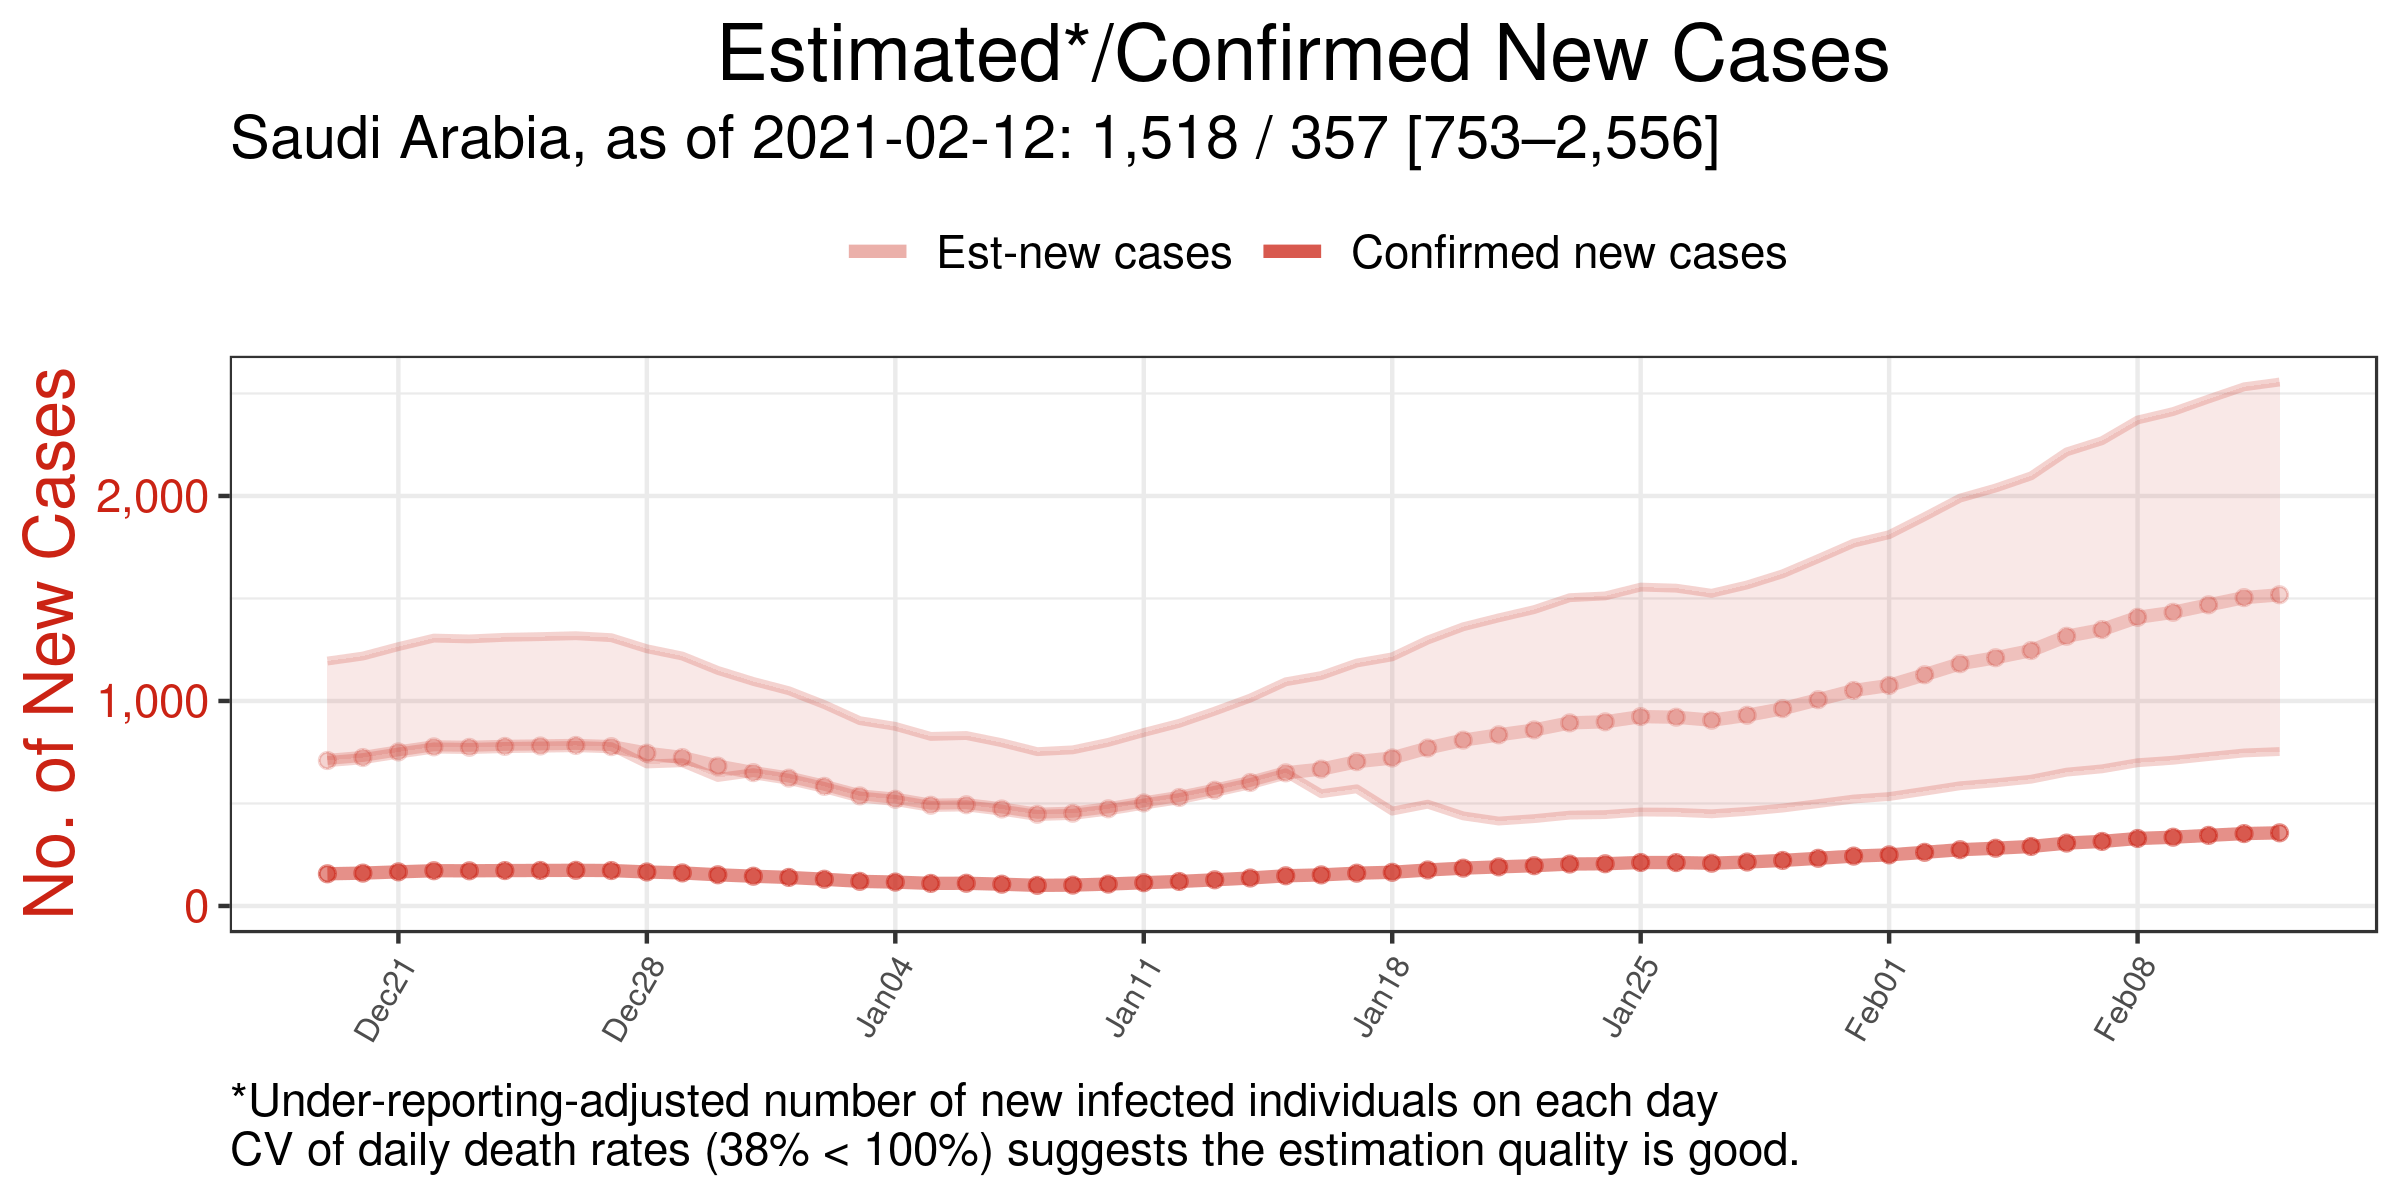 Estimated*/Confirmed New Cases
Saudi Arabia, as of 2021-02-12: 1,518 / 357 [753–2,556]
Est-new cases
Confirmed new cases
No. of New Cases
2,000
1,000
0
Dec21
Dec28
Jan04
Jan11
Jan18
Jan25
Feb01
Feb08
*Under-reporting-adjusted number of new infected individuals on each day
CV of daily death rates (38% < 100%) suggests the estimation quality is good.